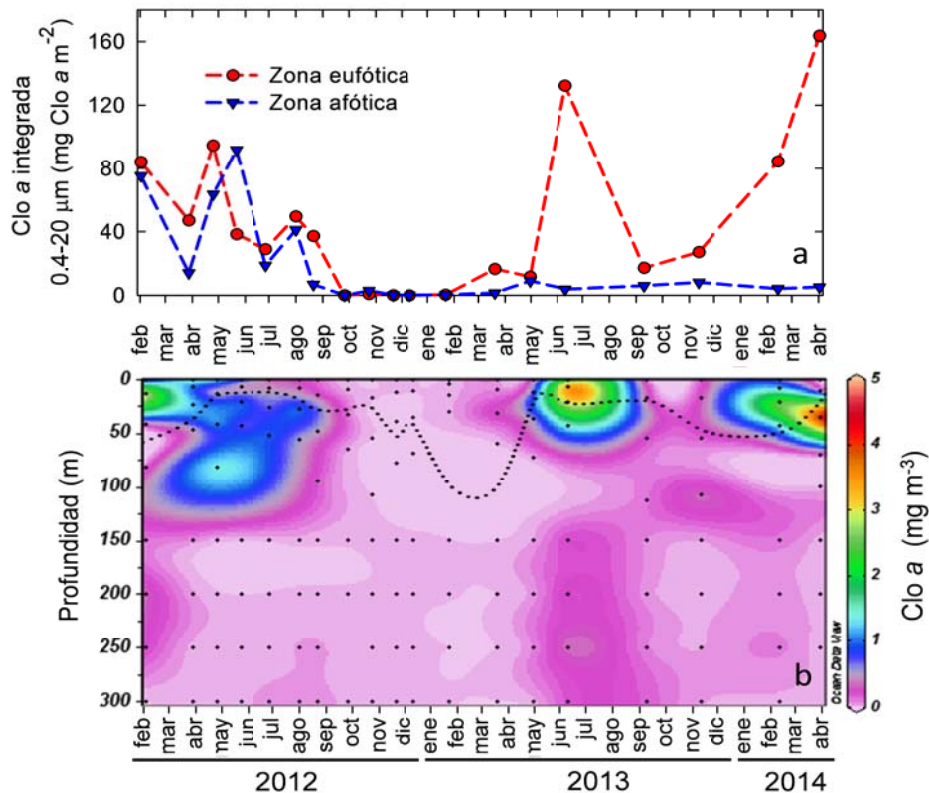 Clo a integrada
0.4-20 µm (mg Clo a m-2)
160
120
80
40
0
Zona eufótica
Zona afótica
a
feb mar abr may jun jul ago sep oct nov dic ene feb mar abr may jun jul ago sep oct nov dic ene feb mar abr
Profundidad (m)
0
50
100
150
200
250
300
b
Ocean Data View
5
4
3
2
1
0
Clo a (mg m-3)
feb mar abr may jun jul ago sep oct nov dic ene feb mar abr may jun jul ago sep oct nov dic ene feb mar abr
2012 2013 2014